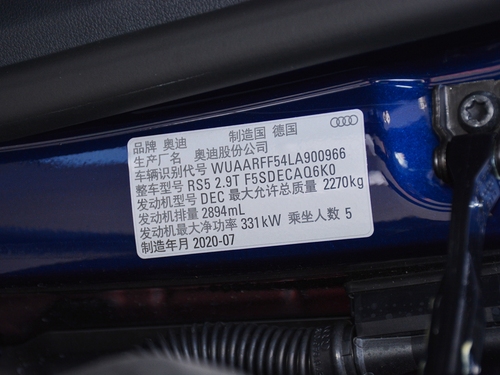 品牌 奥迪 制造国 德国
生产厂名 奥迪股份公司
车辆识别代号 WUAARFF54LA900966
整车型号 RS5 2.9T F5SDECAQ6K0
发动机型号 DEC 最大允许总质量 2270kg
发动机排量 2894mL
发动机最大净功率 331kW 乘坐人数 5
制造年月 2020-07